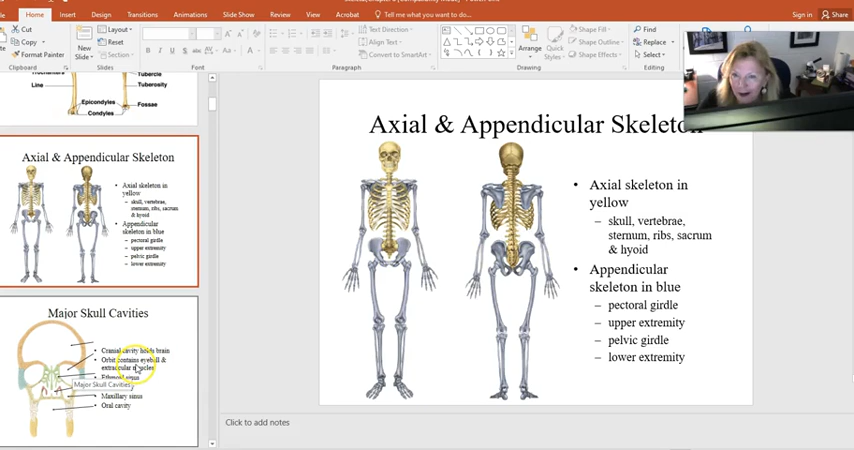 Home Insert Design Transitions Animations Slide Show Review View Acrobat Tell me what you want to do... Sign in Share
Cut
Copy
Format Painter
New
Slide
Layout
Reset
Section
Text Direction
Align Text
Convert to SmartArt
Arrange
Quick
Styles
Shape Fill
Shape Outline
Shape Effects
Find
Replace
Select
Clipboard Slides Font Paragraph Drawing Editing
Line
Tubercle
Tuberosity
Epicondyles
Condyles
Fossae
Axial & Appendicular Skeleton
• Axial skeleton in
yellow
– skull, vertebrae,
sternum, ribs, sacrum
& hyoid
• Appendicular
skeleton in blue
– pectoral girdle
– upper extremity
– pelvic girdle
– lower extremity
Major Skull Cavities
• Cranial cavity holds brain
• Orbit contains eyeball &
extraocular muscles
• Ethmoid sinus
Major Skull Cavities
• Maxillary sinus
• Oral cavity
Axial & Appendicular Skeleton
• Axial skeleton in
yellow
– skull, vertebrae,
sternum, ribs, sacrum
& hyoid
• Appendicular
skeleton in blue
– pectoral girdle
– upper extremity
– pelvic girdle
– lower extremity
Click to add notes